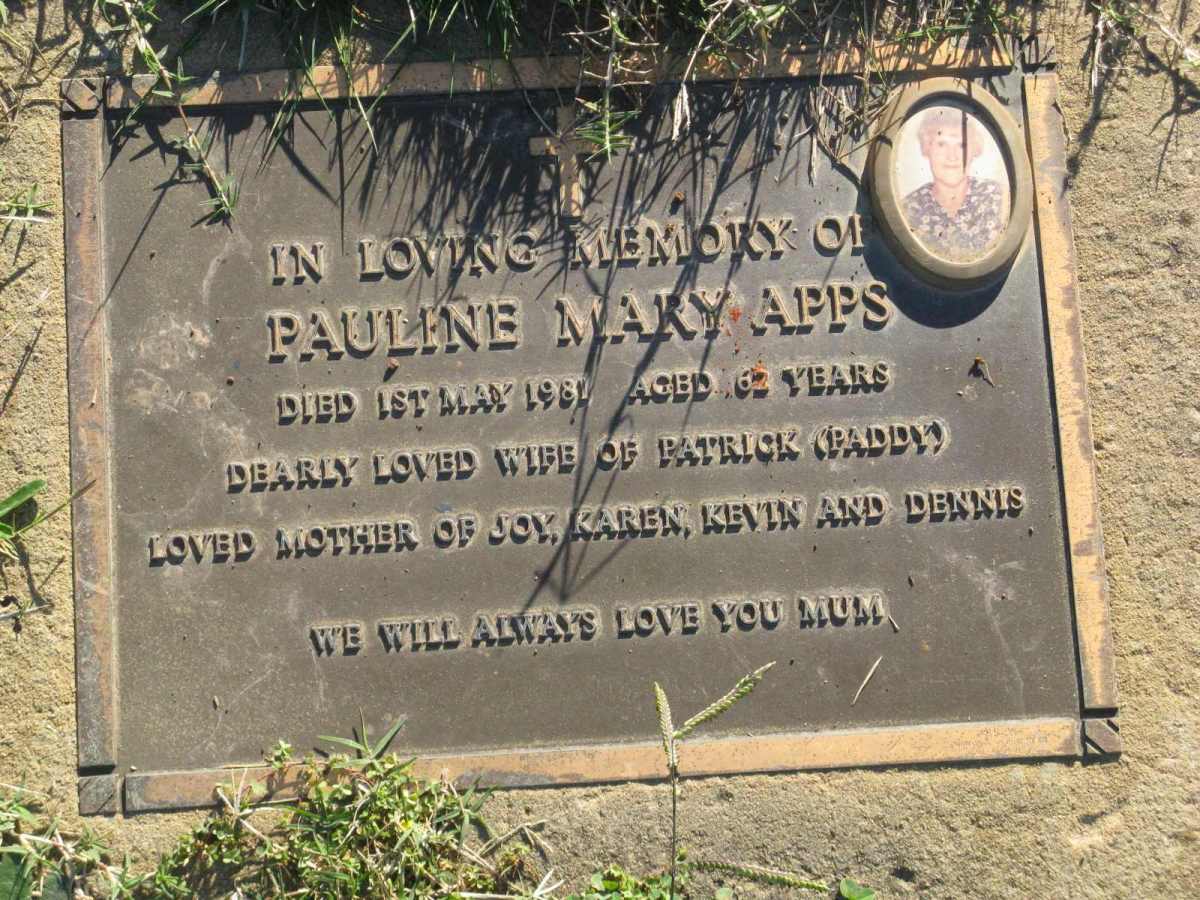 IN LOVING MEMORY OF
PAULINE MARY APPS
DIED 1ST MAY 1981 AGED 62 YEARS
DEARLY LOVED WIFE OF PATRICK (PADDY)
LOVED MOTHER OF JOY, KAREN, KEVIN AND DENNIS
WE WILL ALWAYS LOVE YOU MUM